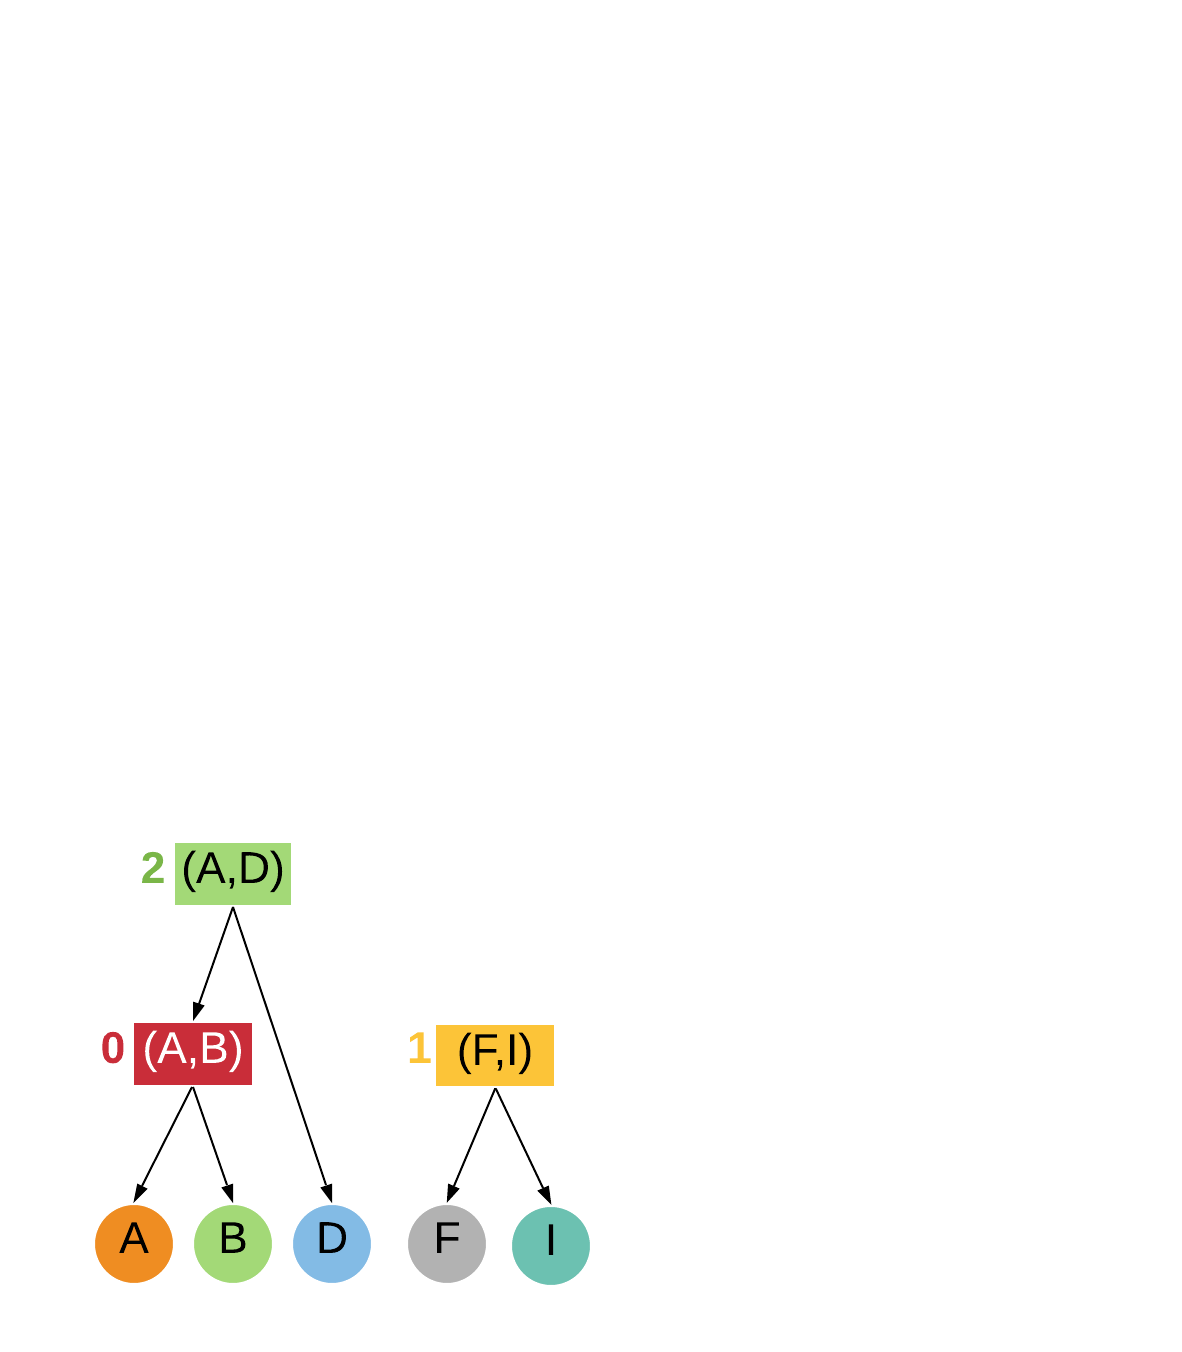 2 (A,D)
0 (A,B) 1 (F,I)
A B D F I